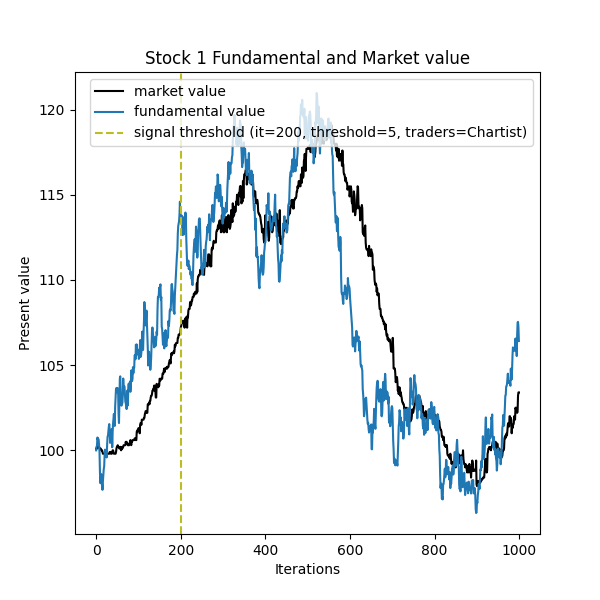 Stock 1 Fundamental and Market value
market value
fundamental value
signal threshold (it=200, threshold=5, traders=Chartist)
120
115
110
105
100
Present value
0 200 400 600 800 1000
Iterations